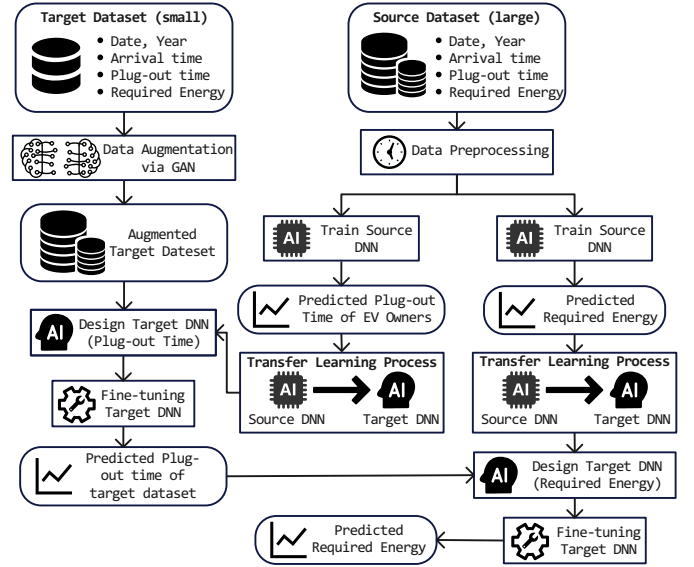 Target Dataset (small)
• Date, Year
• Arrival time
• Plug-out time
• Required Energy
Source Dataset (large)
• Date, Year
• Arrival time
• Plug-out time
• Required Energy
Data Augmentation
via GAN
Data Preprocessing
Augmented
Target Dateset
AI
Train Source
DNN
AI
Train Source
DNN
Predicted Plug-out
Time of EV Owners
Predicted
Required Energy
AI
Design Target DNN
(Plug-out Time)
Transfer Learning Process
AI
AI
Source DNN
Target DNN
Transfer Learning Process
AI
AI
Source DNN
Target DNN
Fine-tuning
Target DNN
Predicted Plug-
out time of
target dataset
AI
Design Target DNN
(Required Energy)
Predicted
Required Energy
Fine-tuning
Target DNN